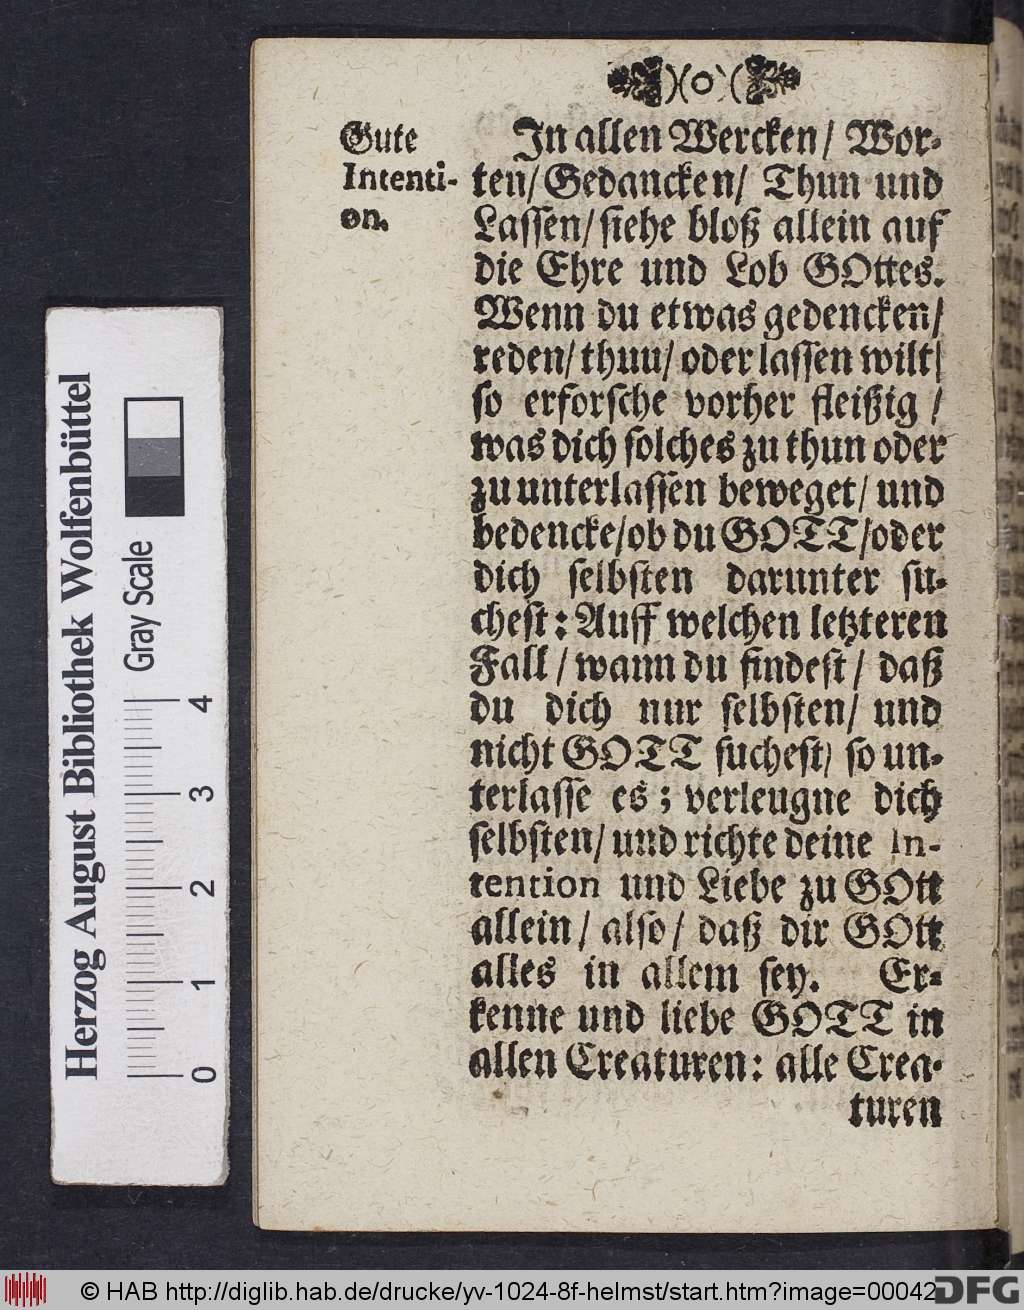 )(o)(
Gute
Intenti-
on.
In allen Wercken/ Wor-
ten/ Gedancken/ Thun und
Lassen/ siehe bloß allein auf
die Ehre und Lob GOttes.
Wenn du etwas gedencken/
reden/ thun/ oder lassen wilt/
so erforsche vorher fleißig /
was dich solches zu thun oder
zu unterlassen beweget/ und
bedencke/ ob du GOTT/ oder
dich selbsten darunter su-
chest: Auff welchen letzteren
Fall / wann du findest / daß
du dich nur selbsten/ und
nicht GOTT suchest/ so un-
terlasse es; verleugne dich
selbsten/ und richte deine In-
tention und Liebe zu GOtt
allein/ also/ daß dir GOtt
alles in allem sey. Er-
kenne und liebe GOTT in
allen Creaturen: alle Crea-
turen
Herzog August Bibliothek Wolfenbüttel
Gray Scale
0 1 2 3 4
© HAB http://diglib.hab.de/drucke/yv-1024-8f-helmst/start.htm?image=00042
DFG